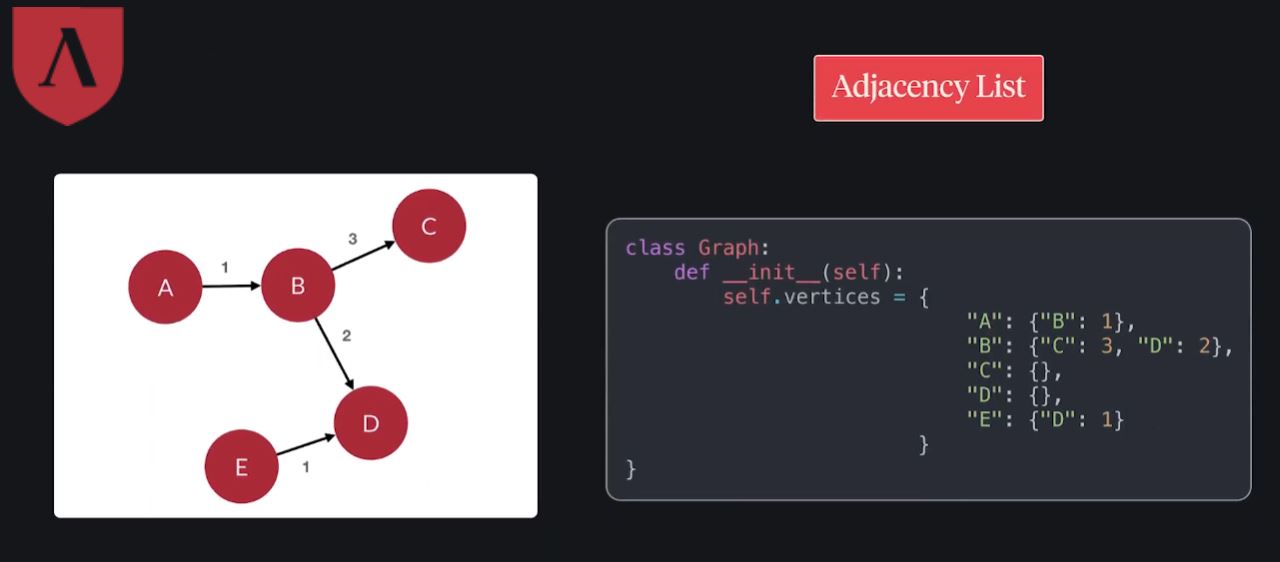 Λ
Adjacency List
C
3
1
A
B
2
D
E
1
class Graph:
    def __init__(self):
        self.vertices = {
                            "A": {"B": 1},
                            "B": {"C": 3, "D": 2},
                            "C": {},
                            "D": {},
                            "E": {"D": 1}
                        }
}